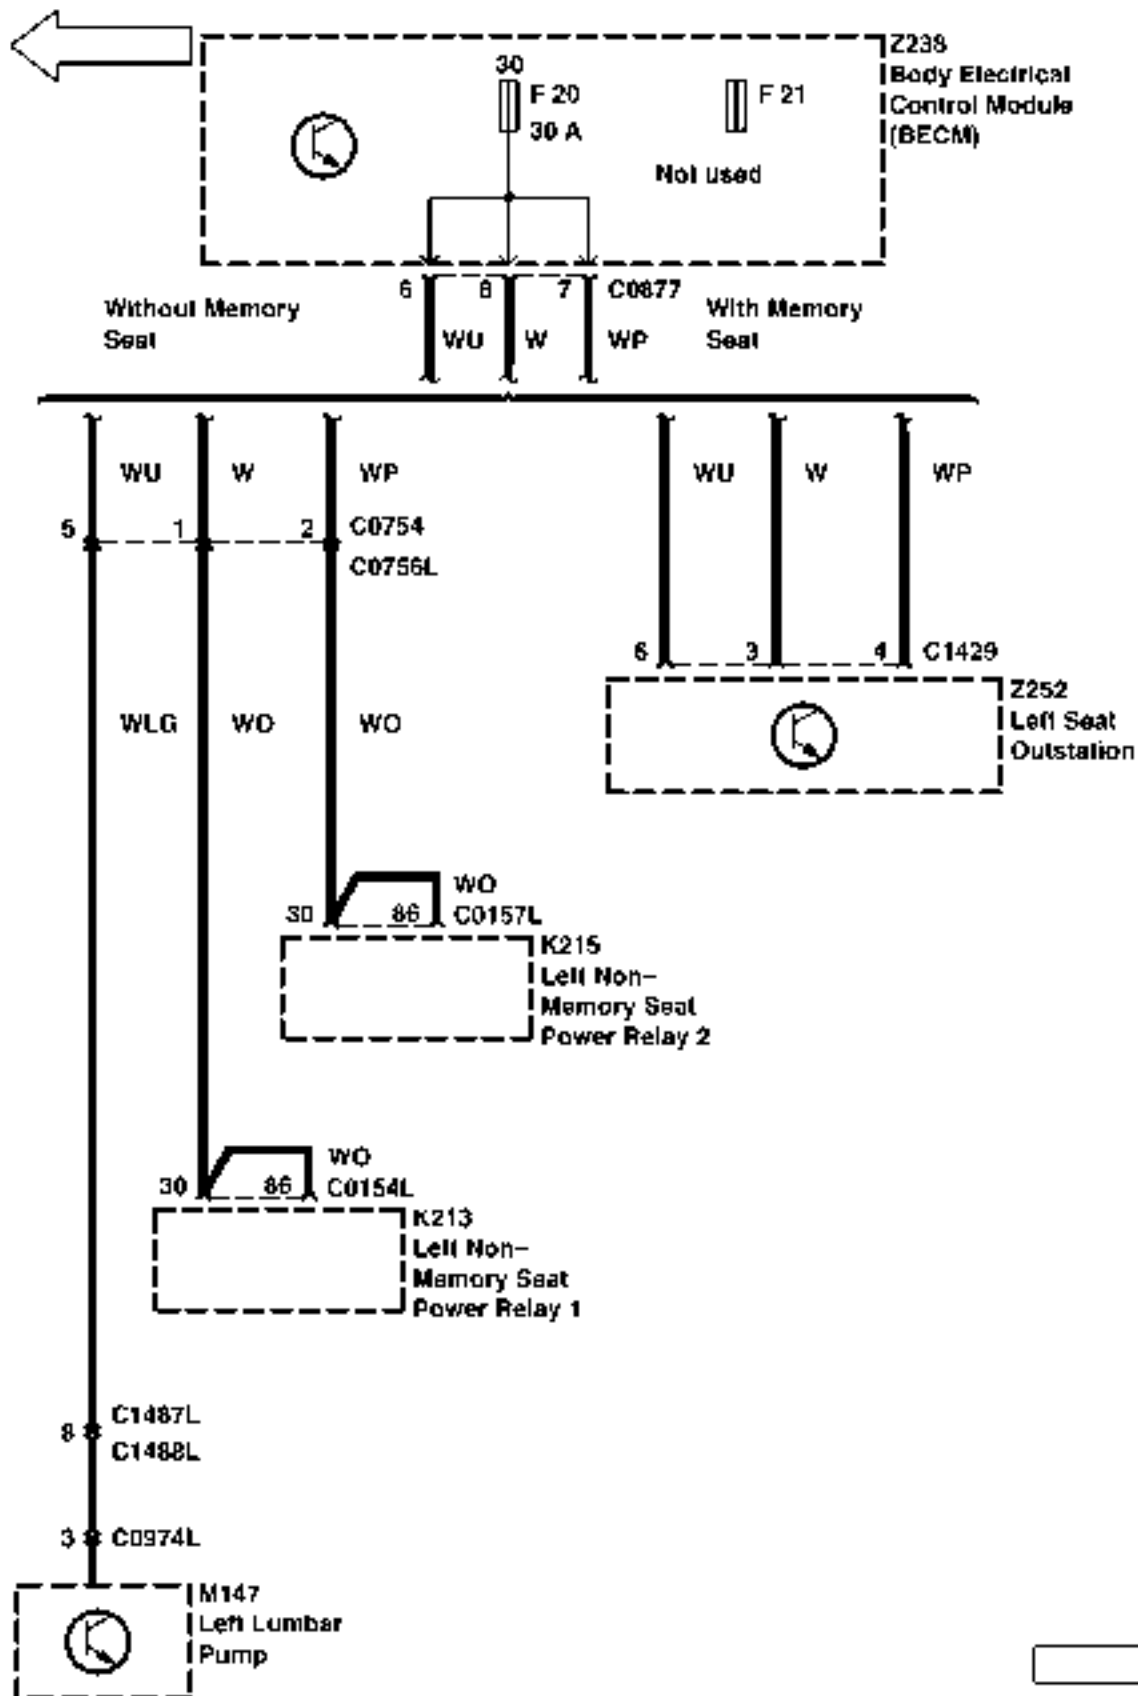 Z238
Body Electrical
Control Module
(BECM)
30
F 20
30 A
F 21
Not used
6 8 7 C0877
Without Memory
Seat
WU W WP
With Memory
Seat
WU W WP
WU W WP
5 1 2 C0754
C0756L
6 3 4 C1429
Z252
Left Seat
Outstation
WLG WO WO
WO
30 86 C0157L
K215
Left Non-
Memory Seat
Power Relay 2
WO
30 86 C0154L
K213
Left Non-
Memory Seat
Power Relay 1
8 C1487L
C1488L
3 C0974L
M147
Left Lumbar
Pump